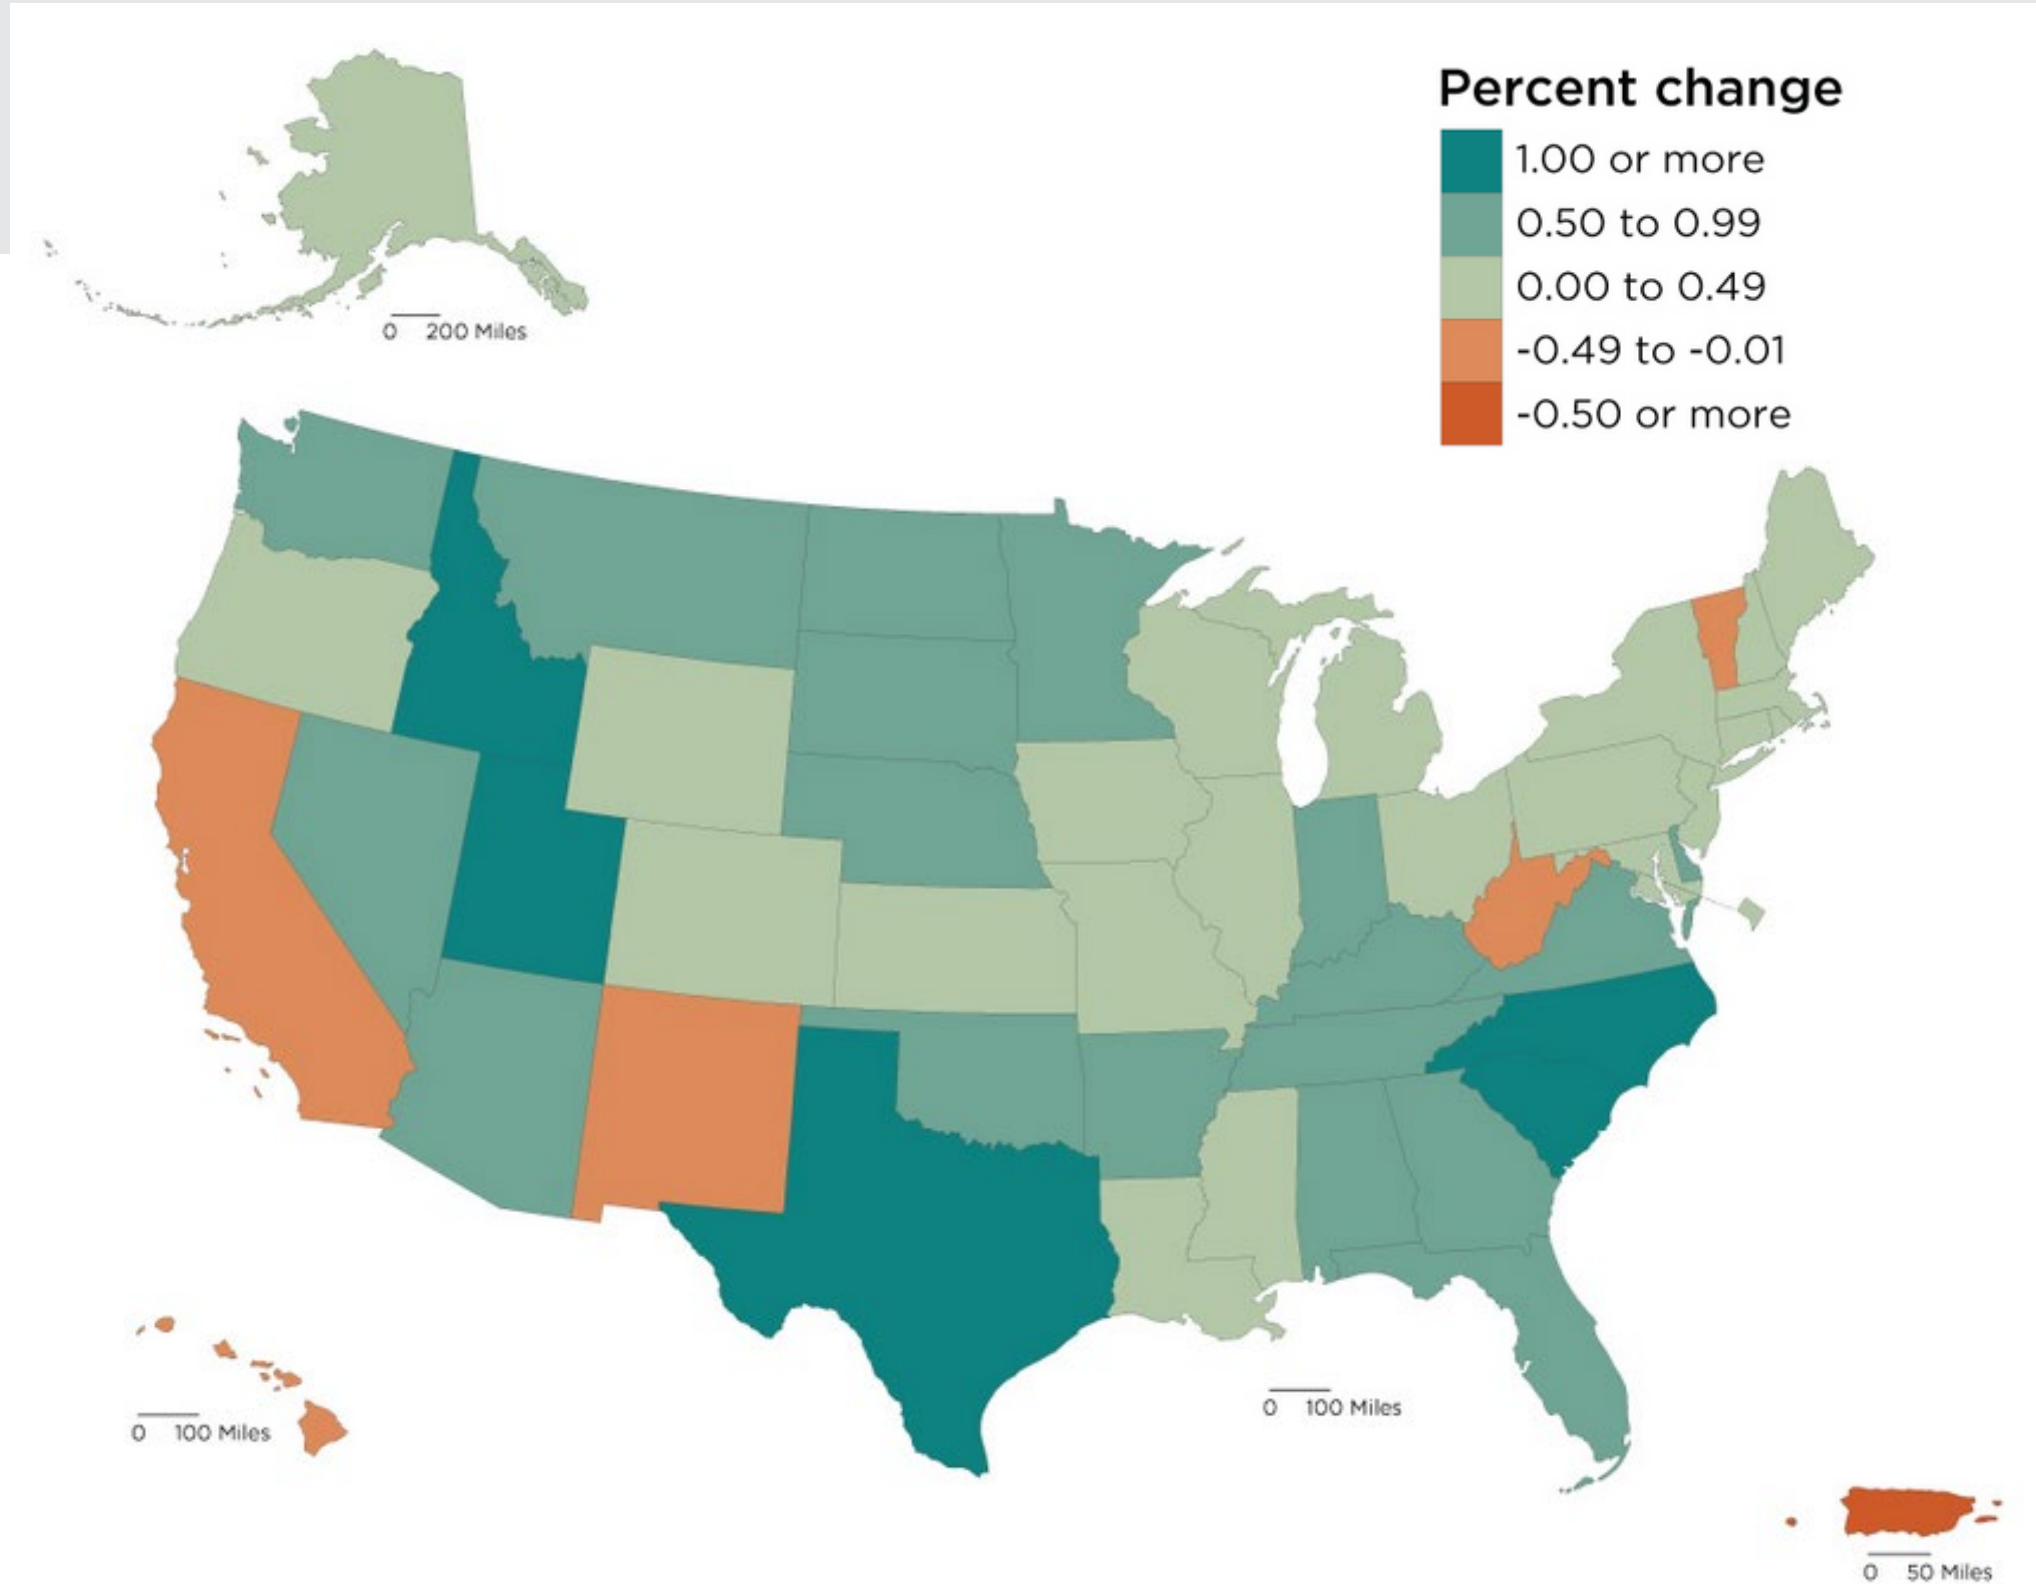 Percent change
1.00 or more
0.50 to 0.99
0.00 to 0.49
-0.49 to -0.01
-0.50 or more
0 200 Miles
0 100 Miles
0 100 Miles
0 50 Miles